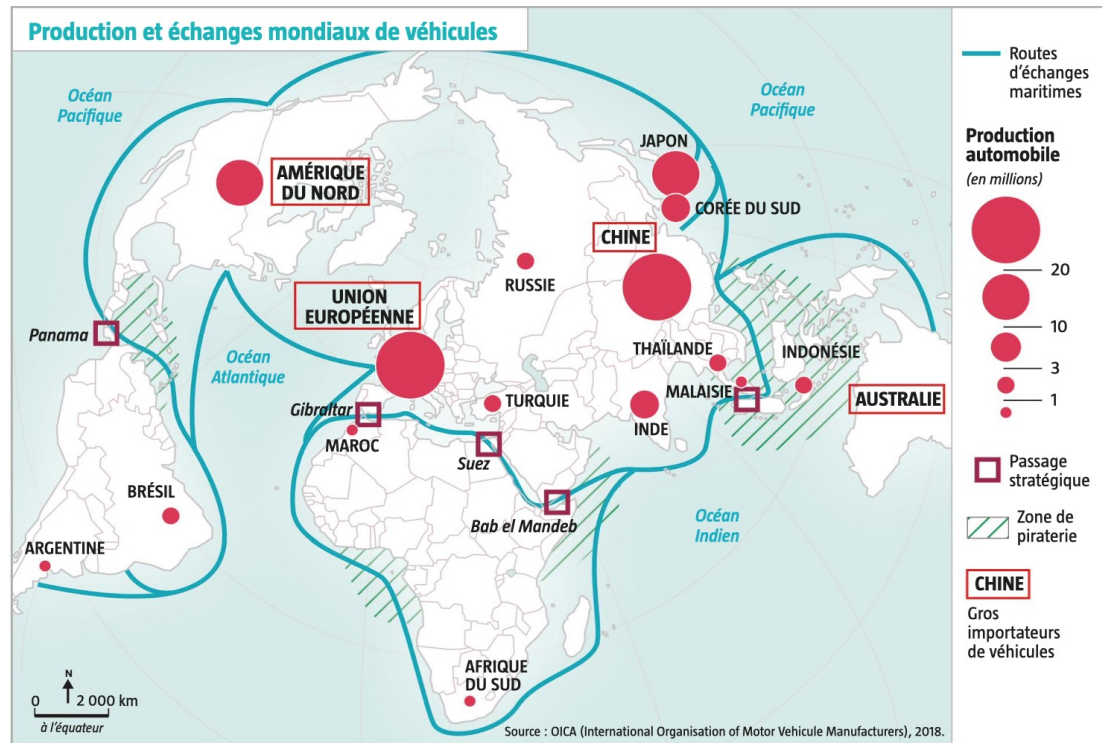 Production et échanges mondiaux de véhicules
Océan
Pacifique
Océan
Pacifique
JAPON
AMÉRIQUE
DU NORD
CORÉE DU SUD
CHINE
RUSSIE
UNION
EUROPÉENNE
Panama
Océan
Atlantique
THAÏLANDE
INDONÉSIE
MALAISIE
AUSTRALIE
Gibraltar
TURQUIE
INDE
MAROC
Suez
BRÉSIL
Bab el Mandeb
Océan
Indien
ARGENTINE
AFRIQUE
DU SUD
N
0 2 000 km
à l'équateur
Source : OICA (International Organisation of Motor Vehicule Manufacturers), 2018.
Routes
d'échanges
maritimes
Production
automobile
(en millions)
20
10
3
1
Passage
stratégique
Zone de
piraterie
CHINE
Gros
importateurs
de véhicules